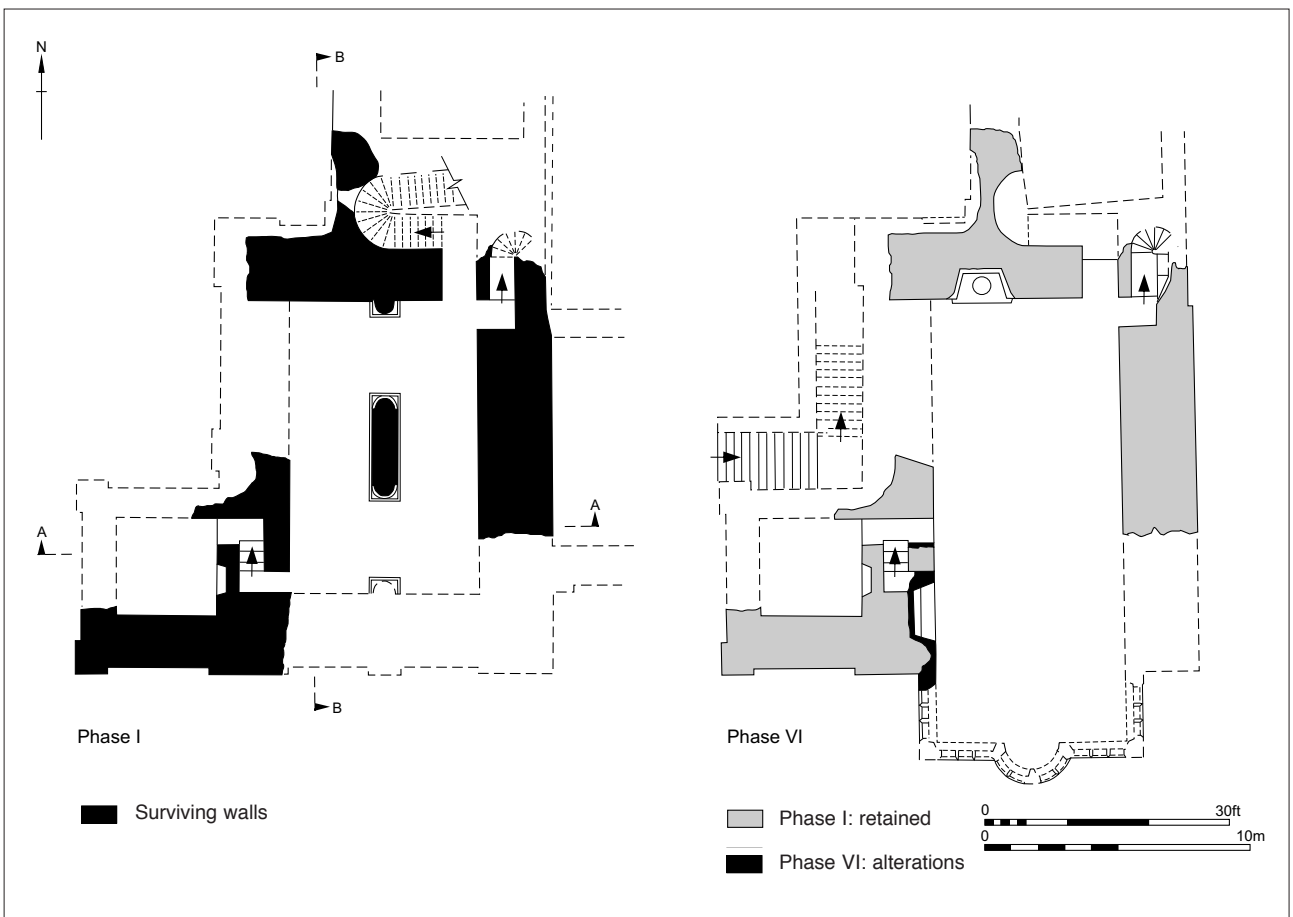 N
B
A
A
B
Phase I
Surviving walls
Phase VI
Phase I: retained
Phase VI: alterations
0 30ft
0 10m